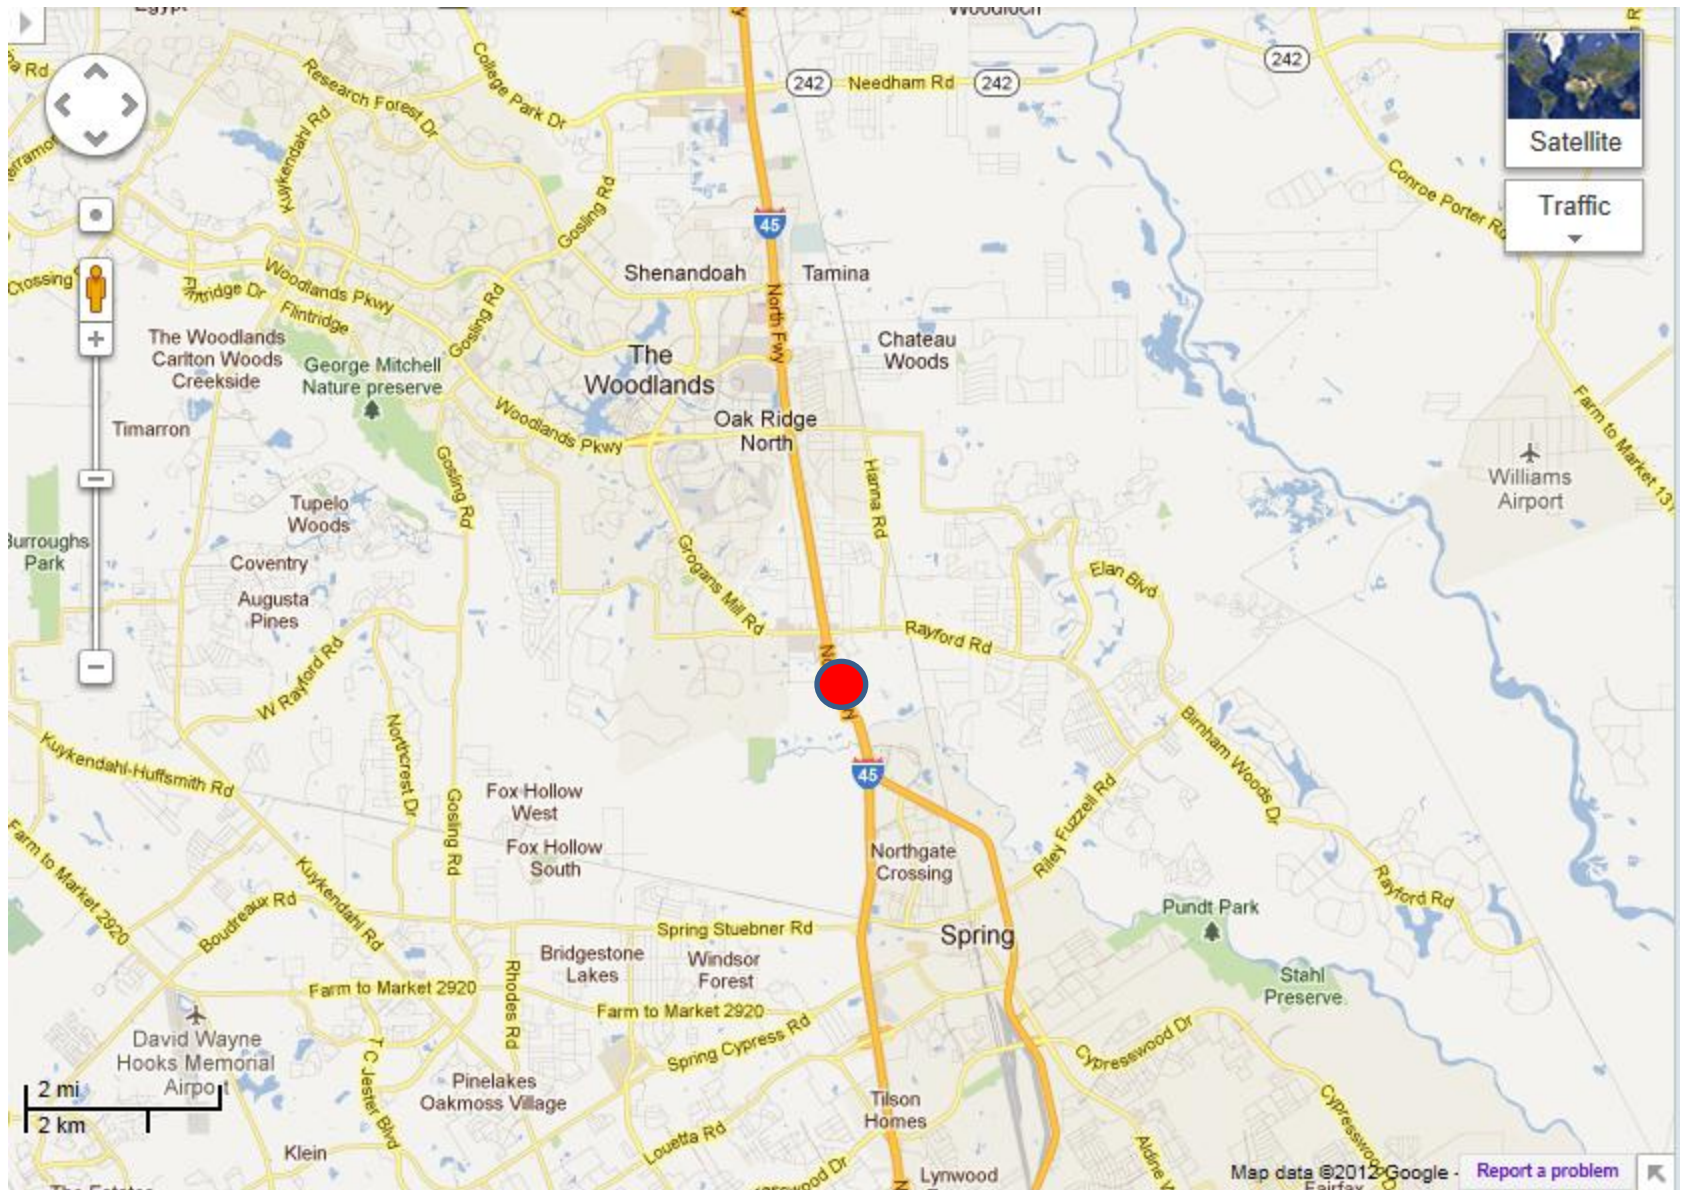 Egypt
Woodloch
Research Forest Dr
College Park Dr
242
Needham Rd
242
242
Satellite
Traffic
Kuykendahl Rd
Gosling Rd
Conroe Porter Rd
45
Shenandoah
Tamina
Crossing
Woodlands Pkwy
Flintridge Dr
Flintridge
Gosling Rd
North Fwy
The Woodlands
Carlton Woods
Creekside
George Mitchell
Nature preserve
The
Woodlands
Chateau
Woods
Timarron
Woodlands Pkwy
Oak Ridge
North
Farm to Market 131
Williams
Airport
Gosling Rd
Hanna Rd
Tupelo
Woods
Burroughs
Park
Coventry
Augusta
Pines
Grogans Mill Rd
Elan Blvd
Rayford Rd
W Rayford Rd
Northcrest Dr
Kuykendahl-Huffsmith Rd
45
Birnham Woods Dr
Fox Hollow
West
Gosling Rd
Fox Hollow
South
Riley Fuzzell Rd
Northgate
Crossing
Farm to Market 2920
Kuykendahl Rd
Boudreaux Rd
Rayford Rd
Pundt Park
Spring Stuebner Rd
Spring
Bridgestone
Lakes
Windsor
Forest
Stahl
Preserve
Farm to Market 2920
Rhodes Rd
Farm to Market 2920
Spring Cypress Rd
Cypresswood Dr
David Wayne
Hooks Memorial
Airport
T C Jester Blvd
Pinelakes
Oakmoss Village
2 mi
2 km
Tilson
Homes
Louetta Rd
Klein
Lynwood
Map data ©2012 Google -
Report a problem
Fairfax
The Estates